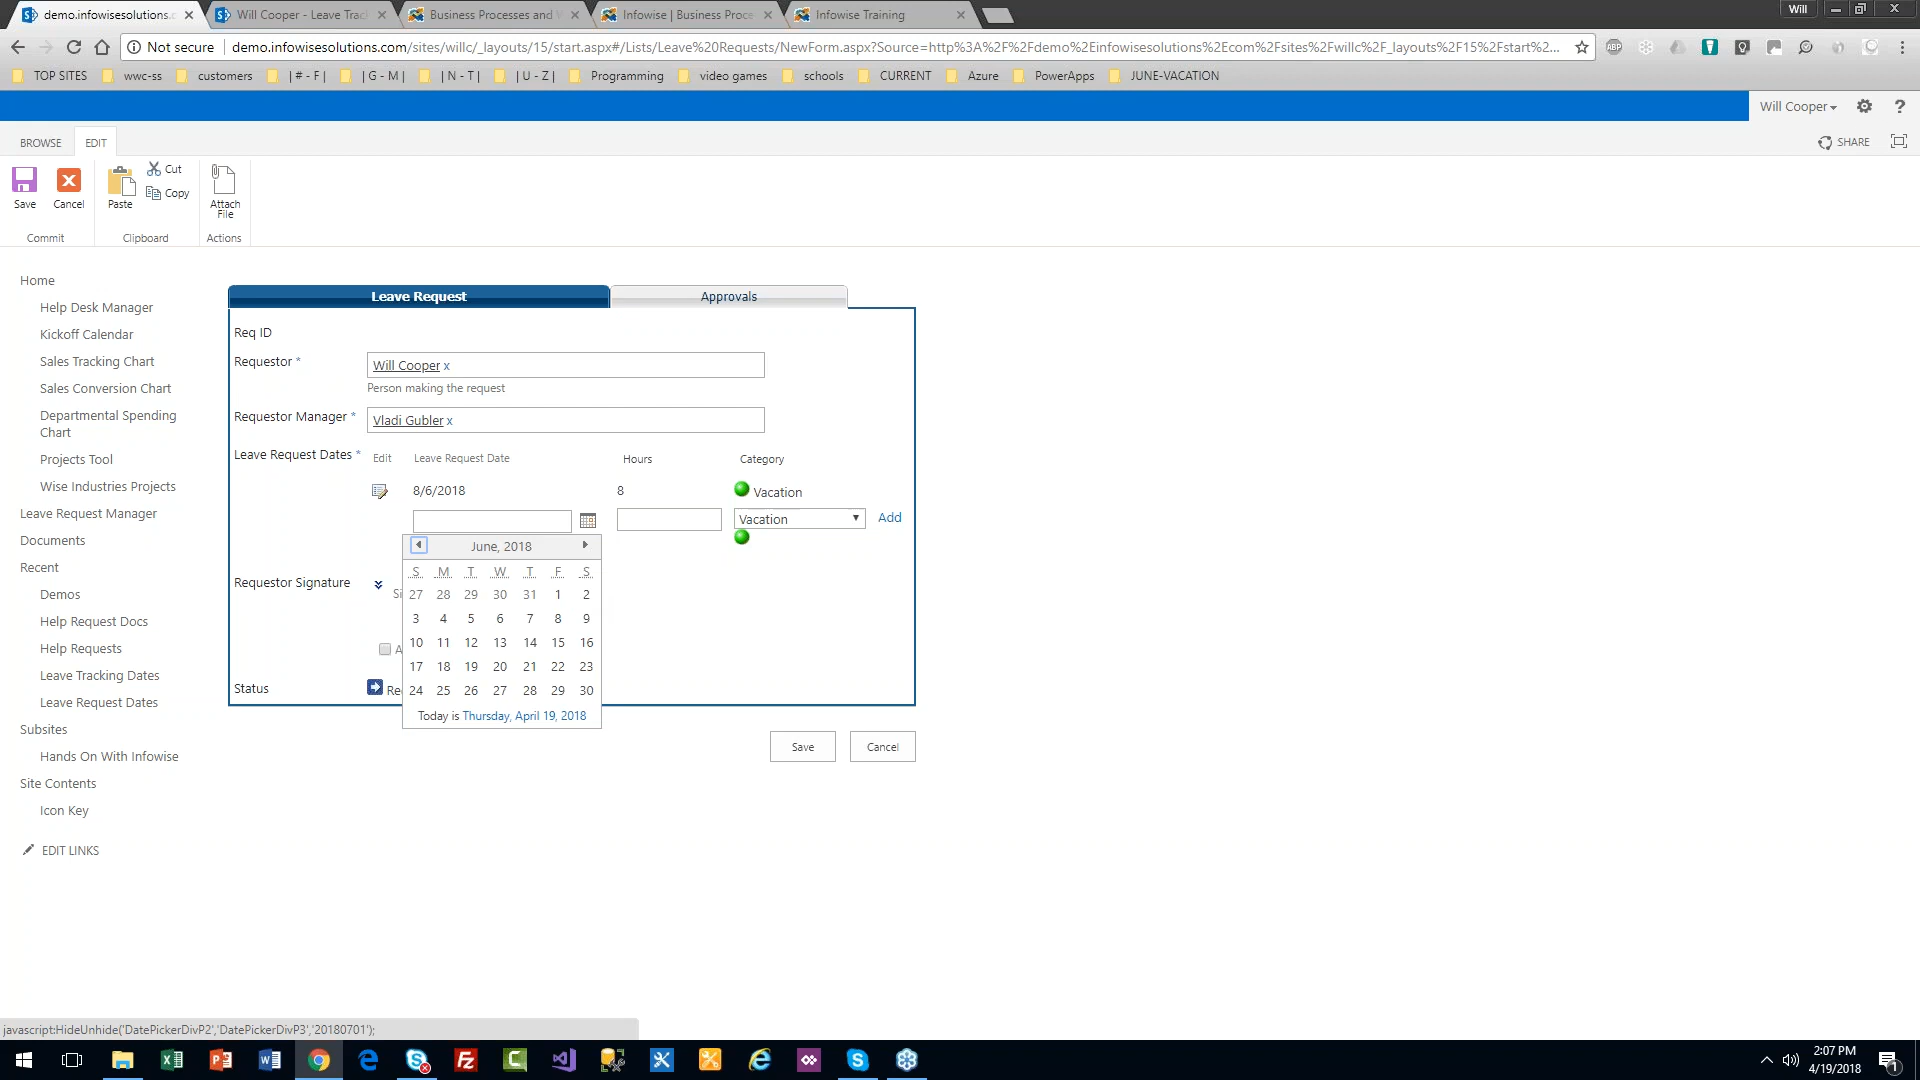 demo.infowisesolutions.c
Will Cooper - Leave Trac
Business Processes and W
Infowise | Business Proce
Infowise Training
Will
Not secure
demo.infowisesolutions.com/sites/willc/_layouts/15/start.aspx#/Lists/Leave%20Requests/NewForm.aspx?Source=http%3A%2F%2Fdemo%2Einfowisesolutions%2Ecom%2Fsites%2Fwillc%2F_layouts%2F15%2Fstart%2...
TOP SITES
wwc-ss
customers
| # - F |
| G - M |
| N - T |
| U - Z |
Programming
video games
schools
CURRENT
Azure
PowerApps
JUNE-VACATION
Will Cooper
BROWSE
EDIT
SHARE
Save
Cancel
Paste
Cut
Copy
Attach
File
Commit
Clipboard
Actions
Home
Help Desk Manager
Kickoff Calendar
Sales Tracking Chart
Sales Conversion Chart
Departmental Spending
Chart
Projects Tool
Wise Industries Projects
Leave Request Manager
Documents
Recent
Demos
Help Request Docs
Help Requests
Leave Tracking Dates
Leave Request Dates
Subsites
Hands On With Infowise
Site Contents
Icon Key
EDIT LINKS
Leave Request
Approvals
Req ID
Requestor *
Will Cooper x
Person making the request
Requestor Manager *
Vladi Gubler x
Leave Request Dates *
Edit
Leave Request Date
Hours
Category
8/6/2018
8
Vacation
Vacation
Add
June, 2018
S M T W T F S
27 28 29 30 31 1 2
3 4 5 6 7 8 9
10 11 12 13 14 15 16
17 18 19 20 21 22 23
24 25 26 27 28 29 30
Today is Thursday, April 19, 2018
Requestor Signature
Si
A
Status
Re
Save
Cancel
javascript:HideUnhide('DatePickerDivP2','DatePickerDivP3','20180701');
2:07 PM
4/19/2018
1